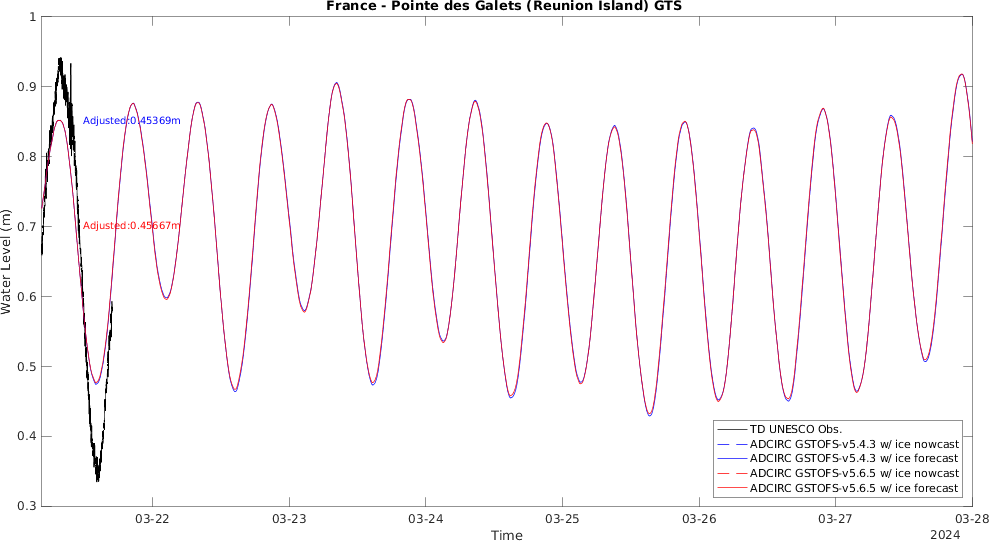 France - Pointe des Galets (Reunion Island) GTS
1
0.9
0.8
0.7
0.6
0.5
0.4
0.3
Water Level (m)
Adjusted:0.45369m
Adjusted:0.45667m
TD UNESCO Obs.
ADCIRC GSTOFS-v5.4.3 w/ ice nowcast
ADCIRC GSTOFS-v5.4.3 w/ ice forecast
ADCIRC GSTOFS-v5.6.5 w/ ice nowcast
ADCIRC GSTOFS-v5.6.5 w/ ice forecast
03-22 03-23 03-24 03-25 03-26 03-27 03-28
Time
2024